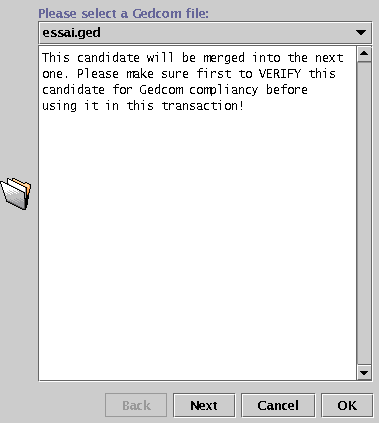 Please select a Gedcom file:
essai.ged
This candidate will be merged into the next
one. Please make sure first to VERIFY this
candidate for Gedcom compliancy before
using it in this transaction!
Back
Next
Cancel
OK